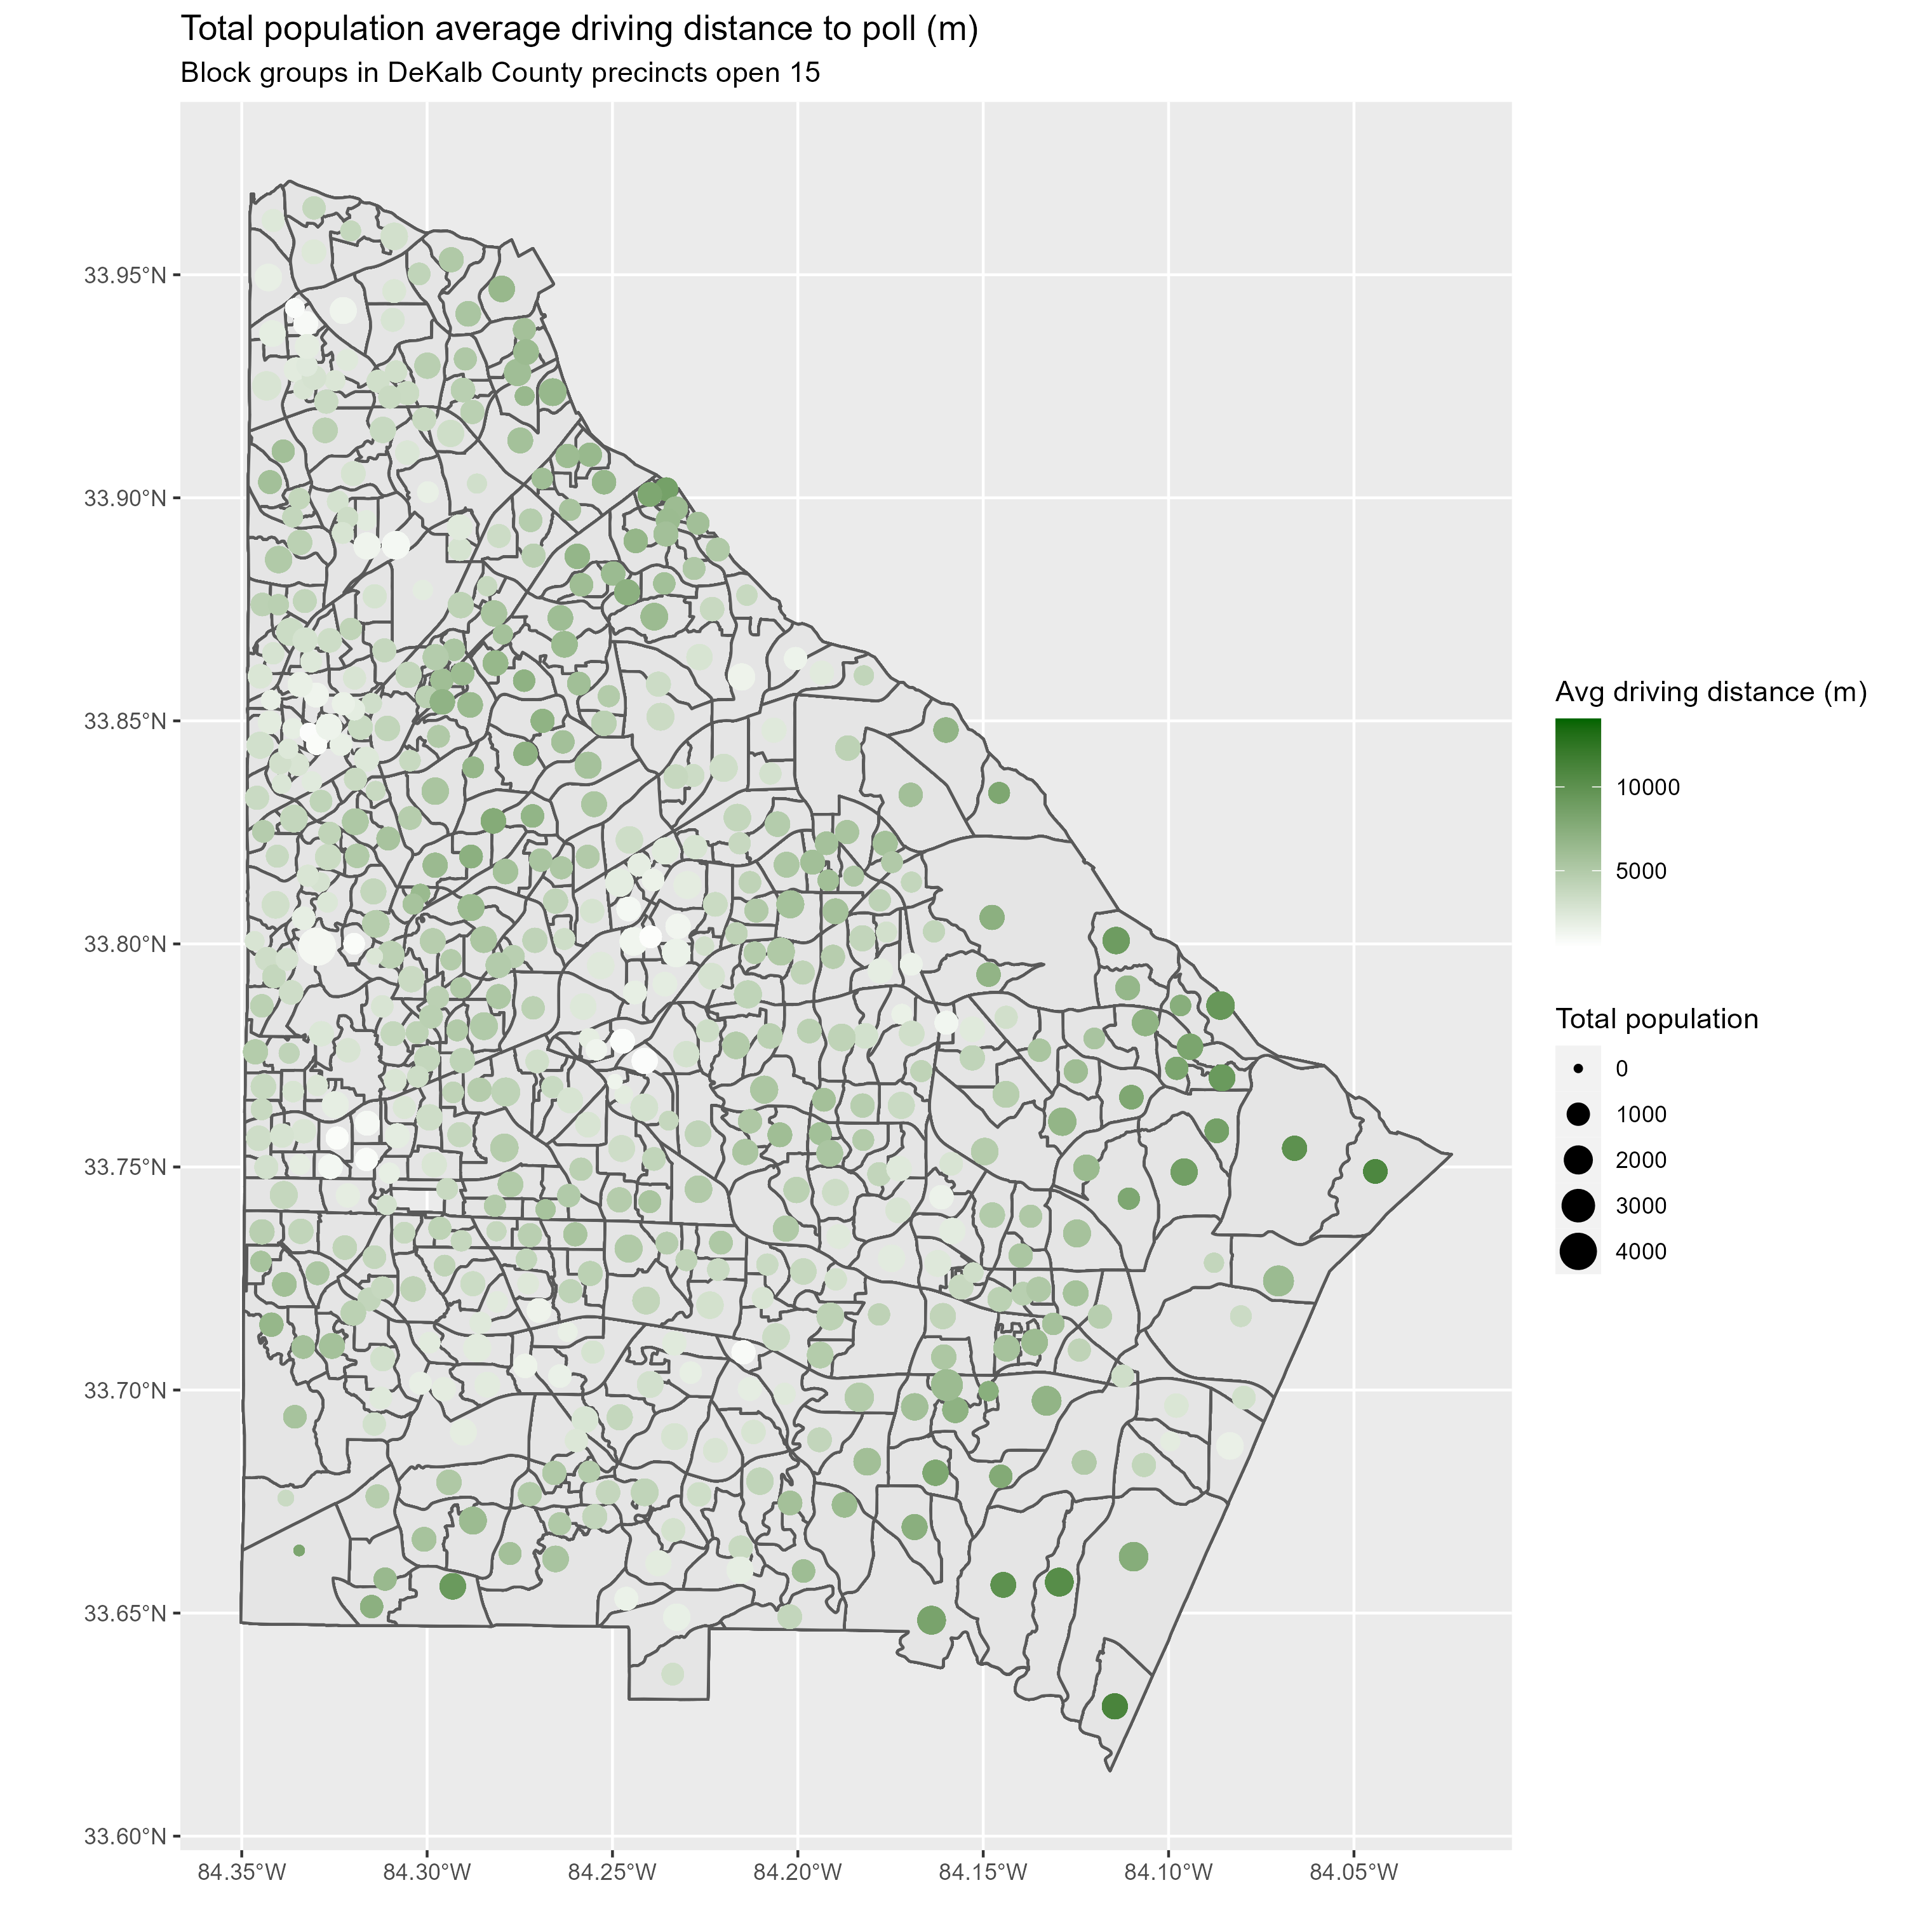 Total population average driving distance to poll (m)
Block groups in DeKalb County precincts open 15
33.95°N
33.90°N
33.85°N
33.80°N
33.75°N
33.70°N
33.65°N
33.60°N
84.35°W
84.30°W
84.25°W
84.20°W
84.15°W
84.10°W
84.05°W
Avg driving distance (m)
10000
5000
Total population
0
1000
2000
3000
4000